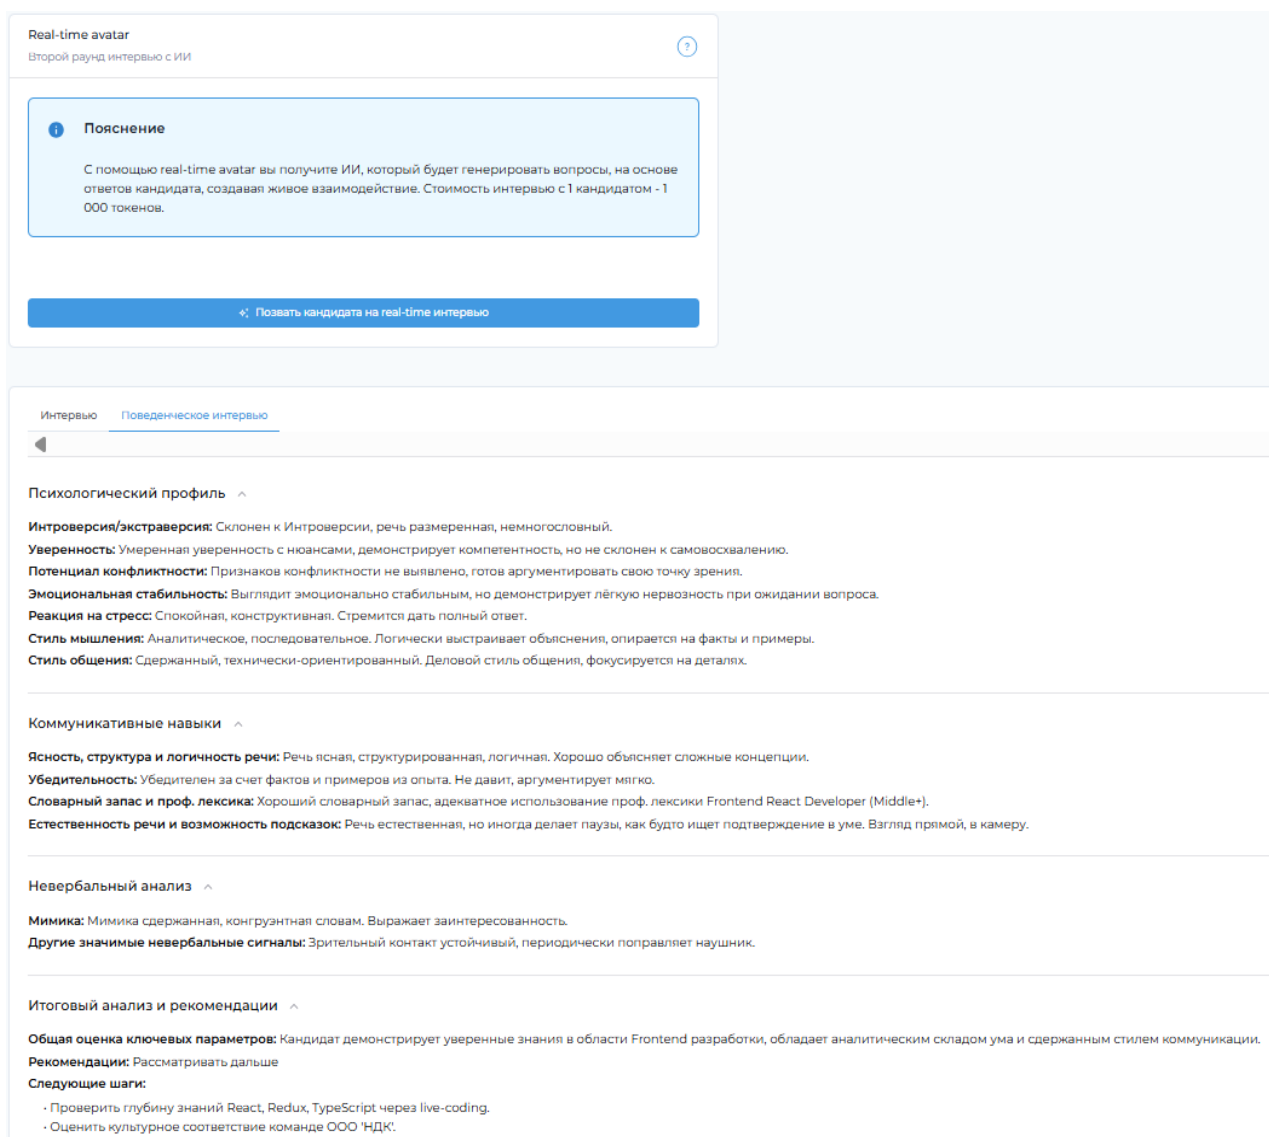 Real-time avatar
Второй раунд интервью с ИИ
?
Пояснение
С помощью real-time avatar вы получите ИИ, который будет генерировать вопросы, на основе
ответов кандидата, создавая живое взаимодействие. Стоимость интервью с 1 кандидатом - 1
000 токенов.
Позвать кандидата на real-time интервью
Интервью Поведенческое интервью
Психологический профиль
Интроверсия/экстраверсия: Склонен к Интроверсии, речь размеренная, немногословный.
Уверенность: Умеренная уверенность с нюансами, демонстрирует компетентность, но не склонен к самовосхвалению.
Потенциал конфликтности: Признаков конфликтности не выявлено, готов аргументировать свою точку зрения.
Эмоциональная стабильность: Выглядит эмоционально стабильным, но демонстрирует лёгкую нервозность при ожидании вопроса.
Реакция на стресс: Спокойная, конструктивная. Стремится дать полный ответ.
Стиль мышления: Аналитическое, последовательное. Логически выстраивает объяснения, опирается на факты и примеры.
Стиль общения: Сдержанный, технически-ориентированный. Деловой стиль общения, фокусируется на деталях.
Коммуникативные навыки
Ясность, структура и логичность речи: Речь ясная, структурированная, логичная. Хорошо объясняет сложные концепции.
Убедительность: Убедителен за счет фактов и примеров из опыта. Не давит, аргументирует мягко.
Словарный запас и проф. лексика: Хороший словарный запас, адекватное использование проф. лексики Frontend React Developer (Middle+).
Естественность речи и возможность подсказок: Речь естественная, но иногда делает паузы, как будто ищет подтверждение в уме. Взгляд прямой, в камеру.
Невербальный анализ
Мимика: Мимика сдержанная, конгруэнтная словам. Выражает заинтересованность.
Другие значимые невербальные сигналы: Зрительный контакт устойчивый, периодически поправляет наушник.
Итоговый анализ и рекомендации
Общая оценка ключевых параметров: Кандидат демонстрирует уверенные знания в области Frontend разработки, обладает аналитическим складом ума и сдержанным стилем коммуникации.
Рекомендации: Рассматривать дальше
Следующие шаги:
• Проверить глубину знаний React, Redux, TypeScript через live-coding.
• Оценить культурное соответствие команде ООО 'НДК'.